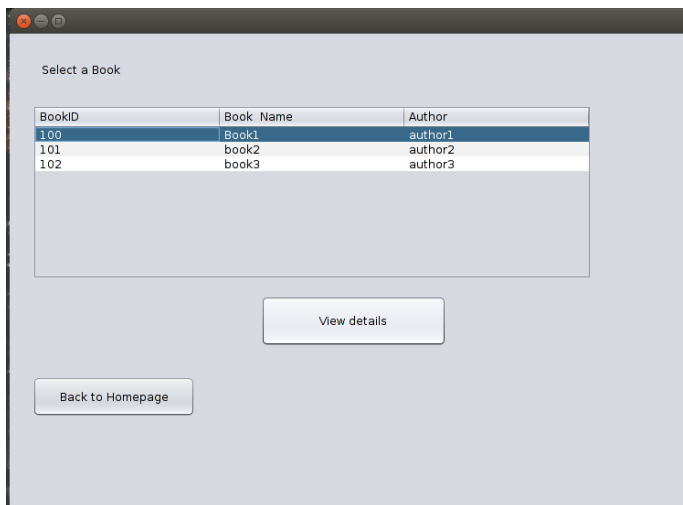 Select a Book
BookID Book Name Author
100 Book1 author1
101 book2 author2
102 book3 author3
View details
Back to Homepage